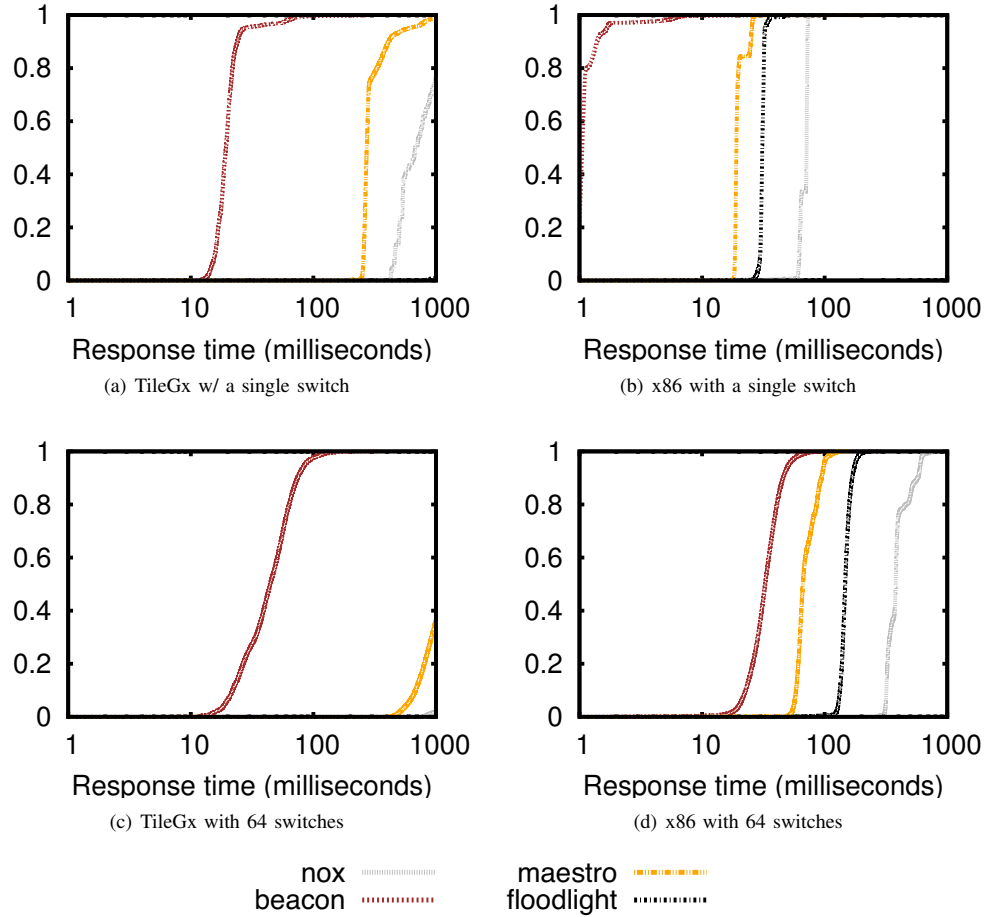 1
0.8
0.6
0.4
0.2
0
1 10 100 1000
Response time (milliseconds)
(a) TileGx w/ a single switch
1
0.8
0.6
0.4
0.2
0
1 10 100 1000
Response time (milliseconds)
(b) x86 with a single switch
1
0.8
0.6
0.4
0.2
0
1 10 100 1000
Response time (milliseconds)
(c) TileGx with 64 switches
1
0.8
0.6
0.4
0.2
0
1 10 100 1000
Response time (milliseconds)
(d) x86 with 64 switches
nox maestro
beacon floodlight